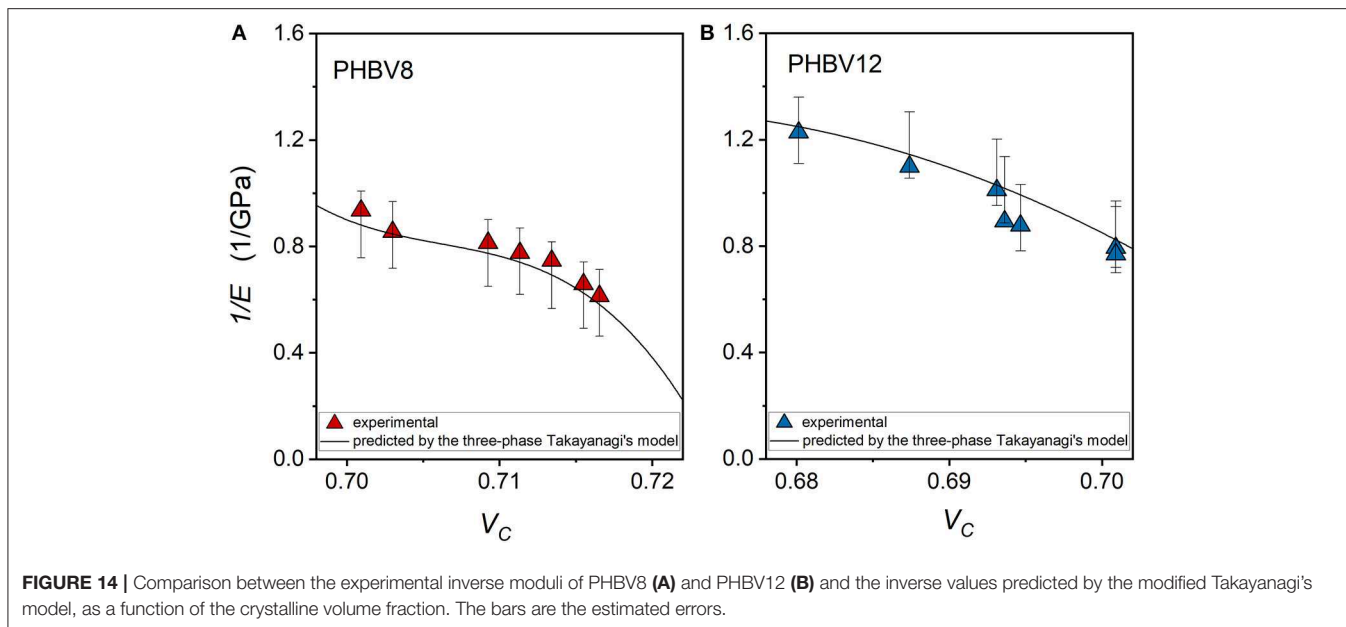 A
B
PHBV8
PHBV12
1.6
1.2
0.8
0.4
0.0
1/E (1/GPa)
experimental
predicted by the three-phase Takayanagi's model
0.70
0.71
0.72
V_C
1.6
1.2
0.8
0.4
0.0
experimental
predicted by the three-phase Takayanagi's model
0.68
0.69
0.70
V_C
FIGURE 14 | Comparison between the experimental inverse moduli of PHBV8 (A) and PHBV12 (B) and the inverse values predicted by the modified Takayanagi's
model, as a function of the crystalline volume fraction. The bars are the estimated errors.